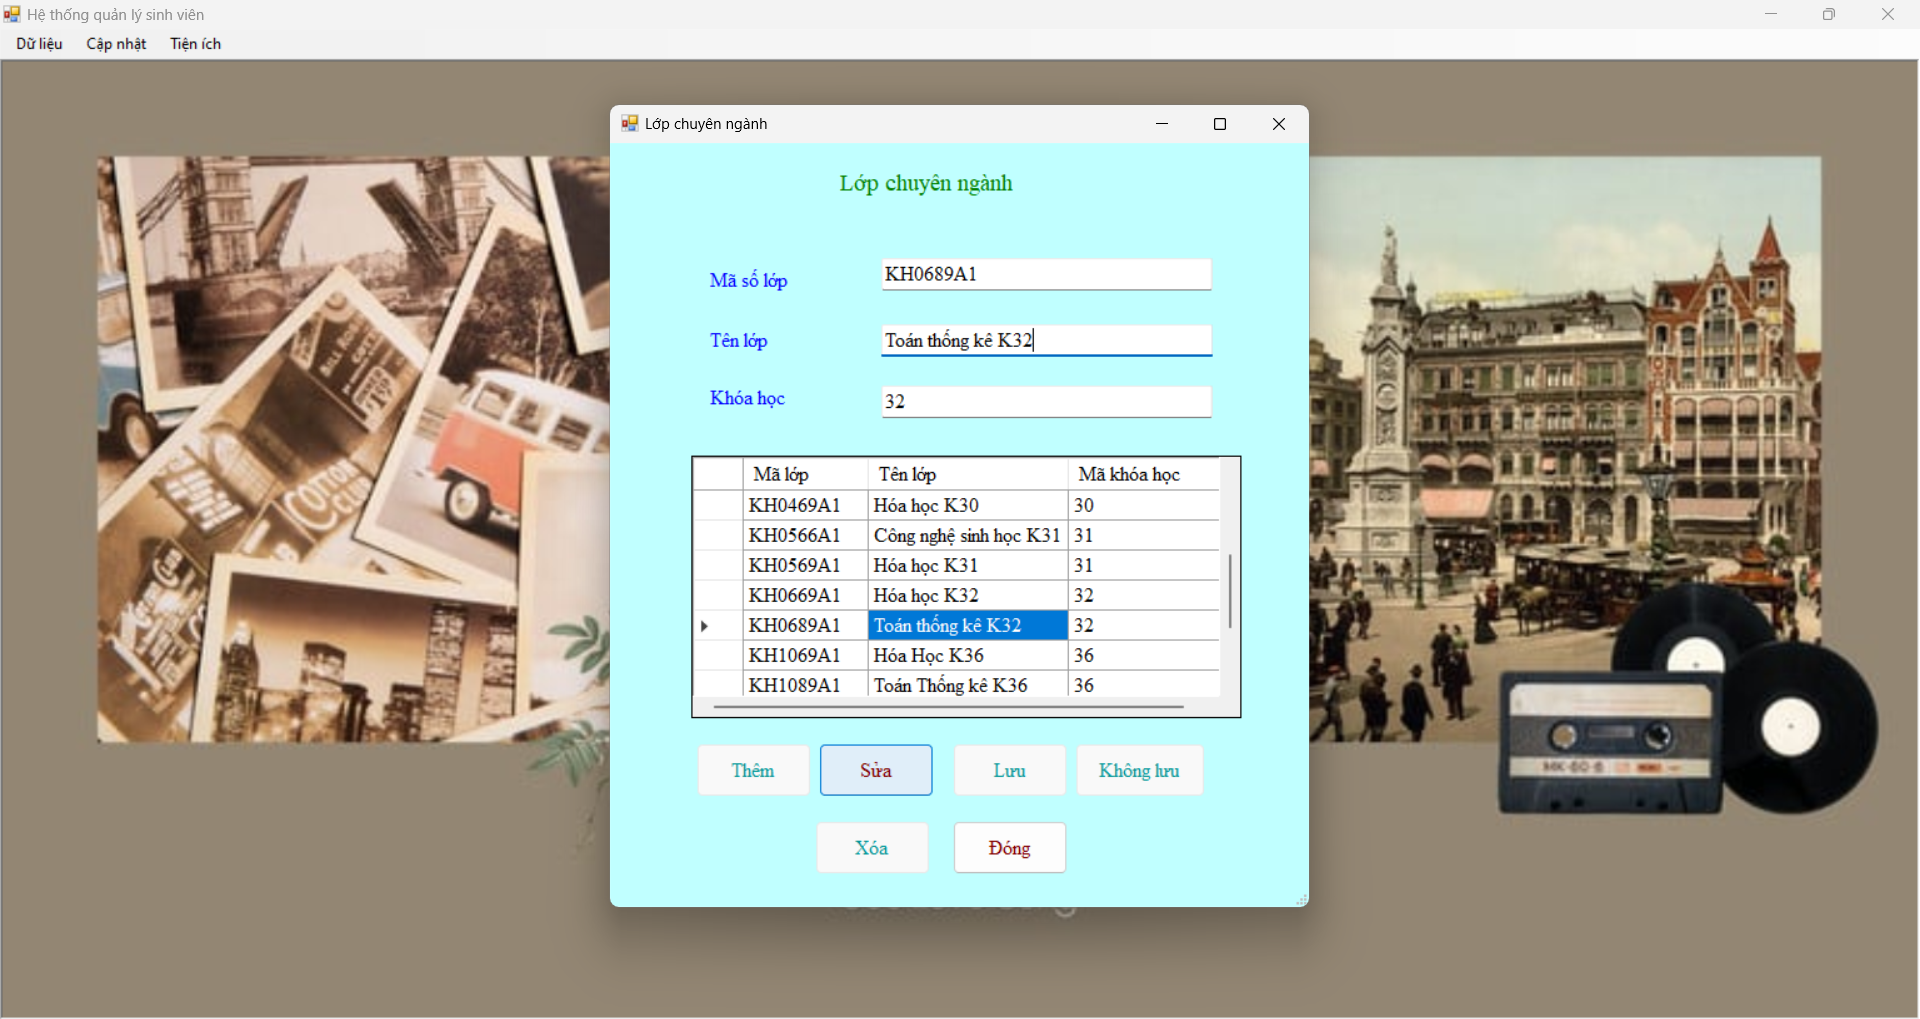 Hệ thống quản lý sinh viên
Dữ liệu Cập nhật Tiện ích
Lớp chuyên ngành
Lớp chuyên ngành
Mã số lớp KH0689A1
Tên lớp Toán thống kê K32
Khóa học 32
Mã lớp Tên lớp Mã khóa học
KH0469A1 Hóa học K30 30
KH0566A1 Công nghệ sinh học K31 31
KH0569A1 Hóa học K31 31
KH0669A1 Hóa học K32 32
KH0689A1 Toán thống kê K32 32
KH1069A1 Hóa Học K36 36
KH1089A1 Toán Thống kê K36 36
Thêm Sửa Lưu Không lưu
Xóa Đóng
COTTON
CLUB